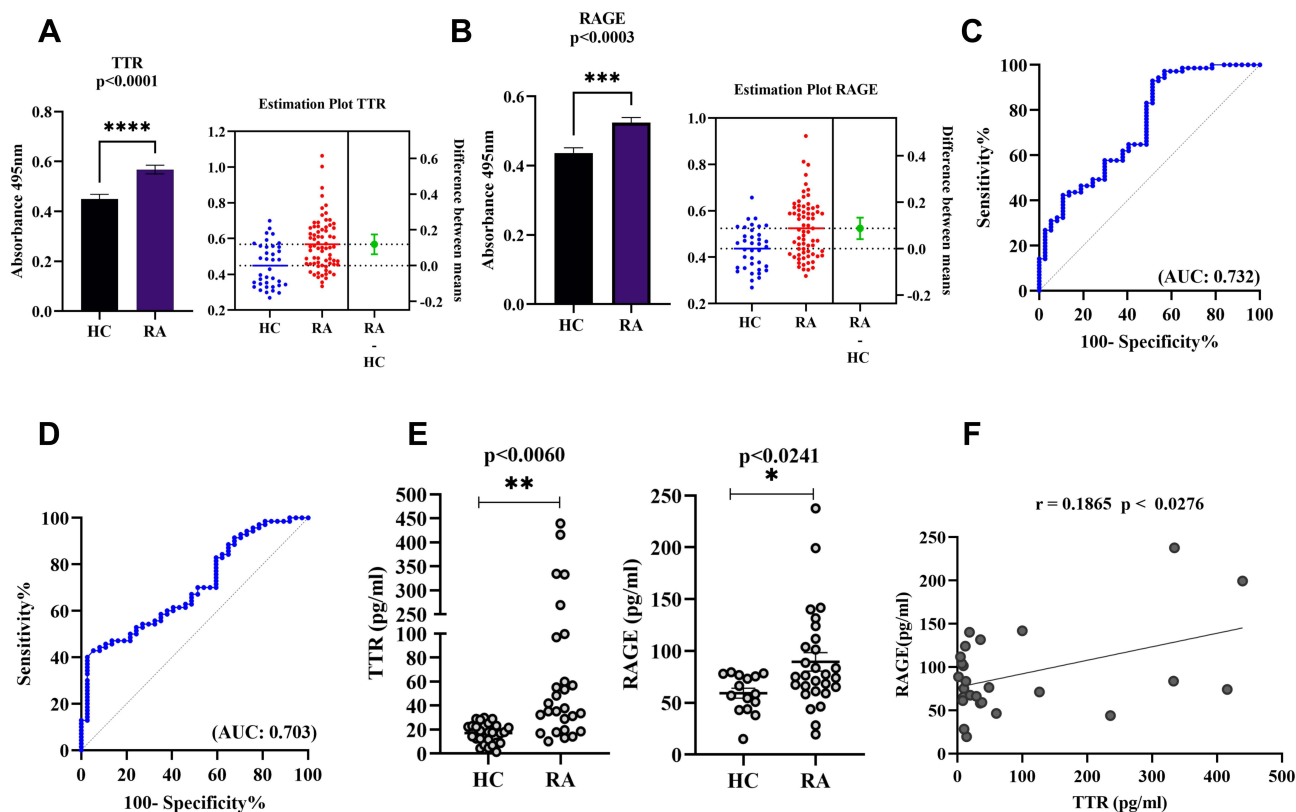 A
TTR
p<0.0001
****
Absorbance 495nm
0.8
0.6
0.4
0.2
0.0
HC
RA
Estimation Plot TTR
1.2
1.0
0.8
0.6
0.4
0.2
0.6
0.4
0.2
0.0
-0.2
Difference between means
HC
RA
RA
-
HC
B
RAGE
p<0.0003
***
Absorbance 495nm
0.6
0.4
0.2
0.0
HC
RA
Estimation Plot RAGE
1.0
0.8
0.6
0.4
0.2
0.4
0.2
0.0
-0.2
Difference between means
HC
RA
RA
-
HC
C
Sensitivity%
100
80
60
40
20
0
0
20
40
60
80
100
(AUC: 0.732)
100- Specificity%
D
Sensitivity%
100
80
60
40
20
0
0
20
40
60
80
100
(AUC: 0.703)
100- Specificity%
E
p<0.0060
**
TTR (pg/ml)
500
450
400
350
300
250
100
80
60
40
20
0
HC
RA
p<0.0241
*
RAGE (pg/ml)
250
200
150
100
50
0
HC
RA
F
r = 0.1865 p < 0.0276
RAGE(pg/ml)
250
200
150
100
50
0
0
100
200
300
400
500
TTR (pg/ml)